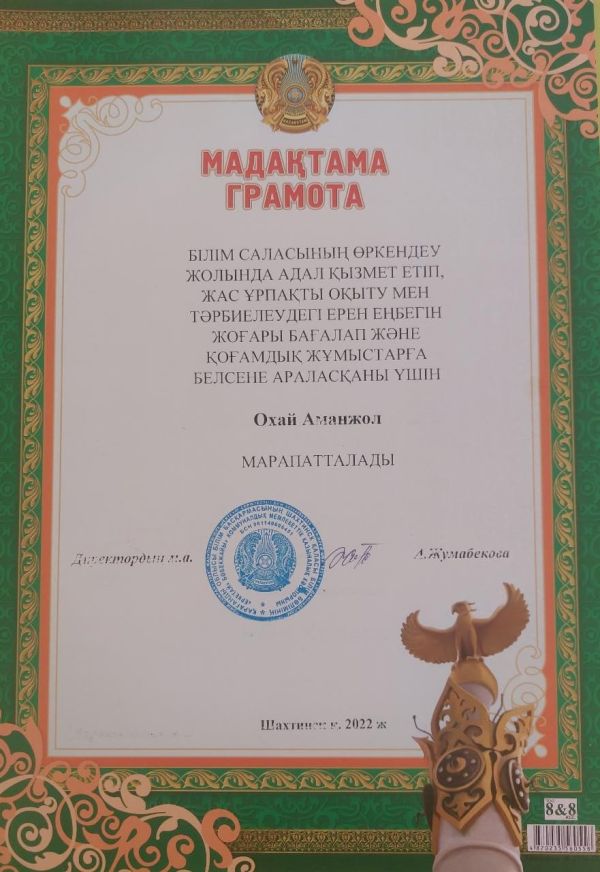 МАДАҚТАМА
ГРАМОТА
БІЛІМ САЛАСЫНЫҢ ӨРКЕНДЕУ
ЖОЛЫНДА АДАЛ ҚЫЗМЕТ ЕТІП,
ЖАС ҰРПАҚТЫ ОҚЫТУ МЕН
ТӘРБИЕЛЕУДЕГІ ЕРЕН ЕҢБЕГІН
ЖОҒАРЫ БАҒАЛАП ЖӘНЕ
ҚОҒАМДЫҚ ЖҰМЫСТАРҒА
БЕЛСЕНЕ АРАЛАСҚАНЫ ҮШІН
Охай Аманжол
МАРАПАТТАЛАДЫ
Директордың м.а.
А.Жумабекова
Шахтинск қ. 2022 ж
8&8